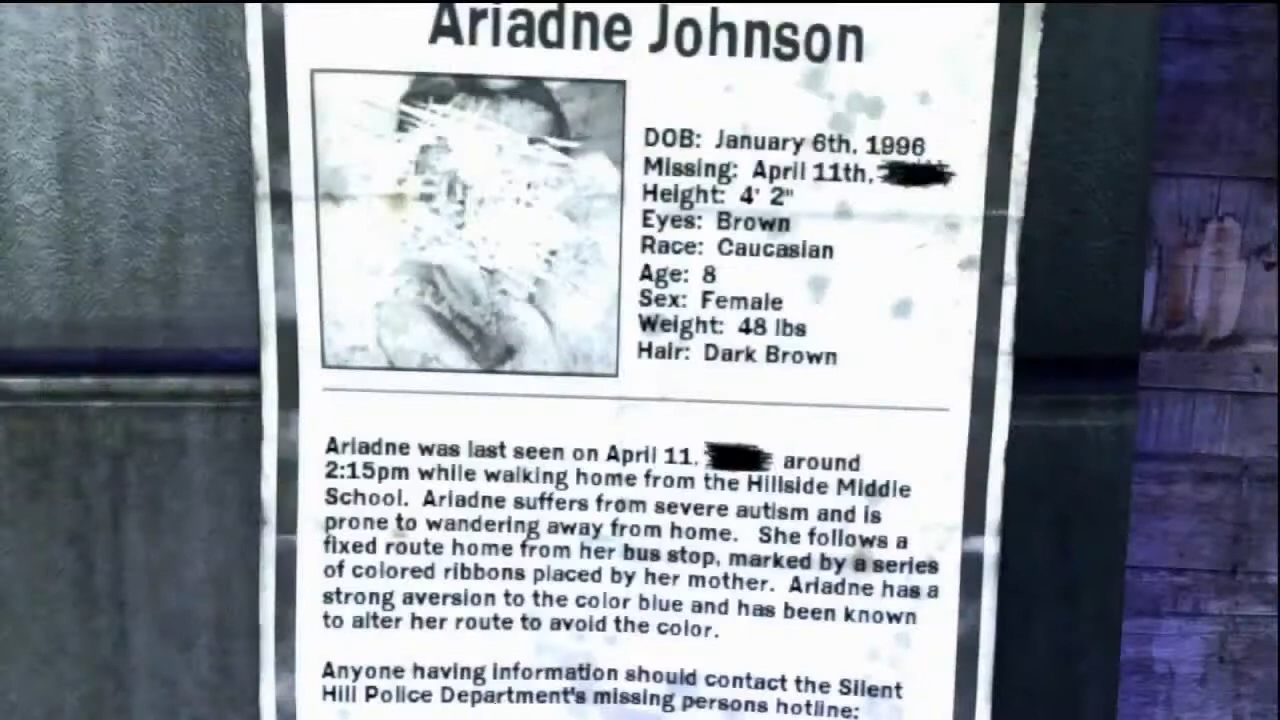 Ariadne Johnson
DOB: January 6th, 1996
Missing: April 11th,
Height: 4' 2"
Eyes: Brown
Race: Caucasian
Age: 8
Sex: Female
Weight: 48 lbs
Hair: Dark Brown
Ariadne was last seen on April 11, around
2:15pm while walking home from the Hillside Middle
School. Ariadne suffers from severe autism and is
prone to wandering away from home. She follows a
fixed route home from her bus stop, marked by a series
of colored ribbons placed by her mother. Ariadne has a
strong aversion to the color blue and has been known
to alter her route to avoid the color.
Anyone having information should contact the Silent
Hill Police Department's missing persons hotline: